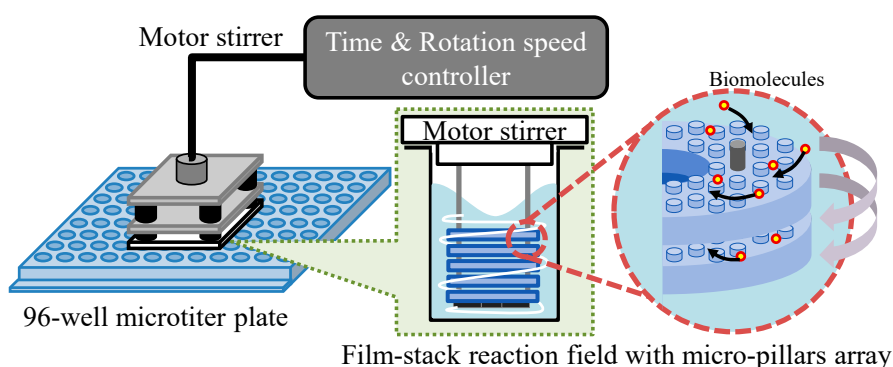 Motor stirrer
Time & Rotation speed
controller
Biomolecules
Motor stirrer
96-well microtiter plate
Film-stack reaction field with micro-pillars array